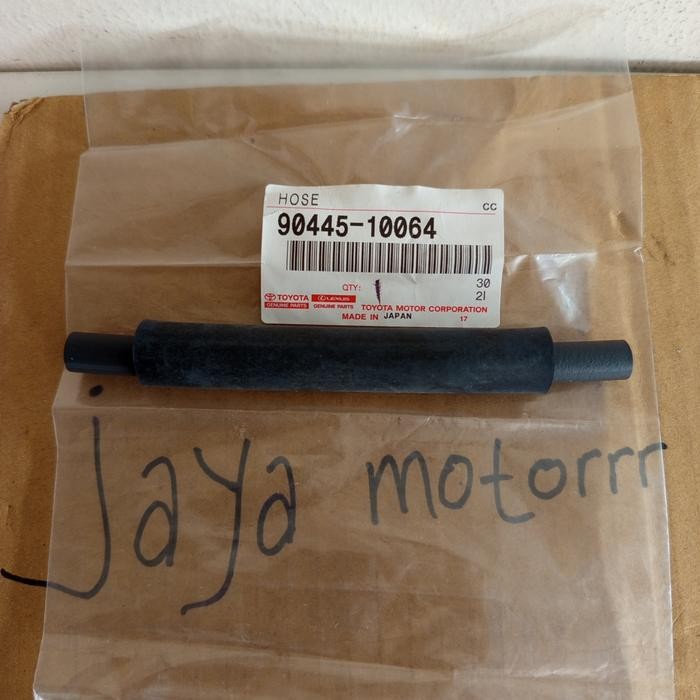 HOSE
CC
90445-10064
QTY: 1
30
21
TOYOTA LEXUS
GENUINE PARTS GENUINE PARTS TOYOTA MOTOR CORPORATION
MADE IN JAPAN 17
jaya motorrr